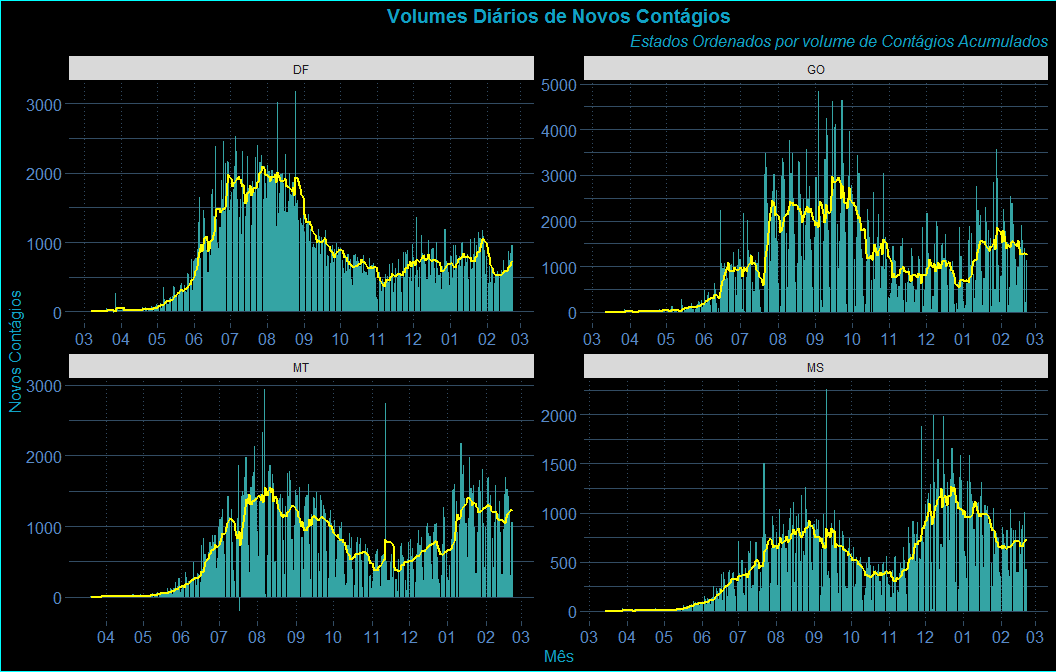 Volumes Diários de Novos Contágios
Estados Ordenados por volume de Contágios Acumulados
DF
GO
3000
2000
1000
0
03 04 05 06 07 08 09 10 11 12 01 02 03
5000
4000
3000
2000
1000
0
03 04 05 06 07 08 09 10 11 12 01 02 03
Novos Contágios
MT
MS
3000
2000
1000
0
04 05 06 07 08 09 10 11 12 01 02 03
2000
1500
1000
500
0
03 04 05 06 07 08 09 10 11 12 01 02 03
Mês